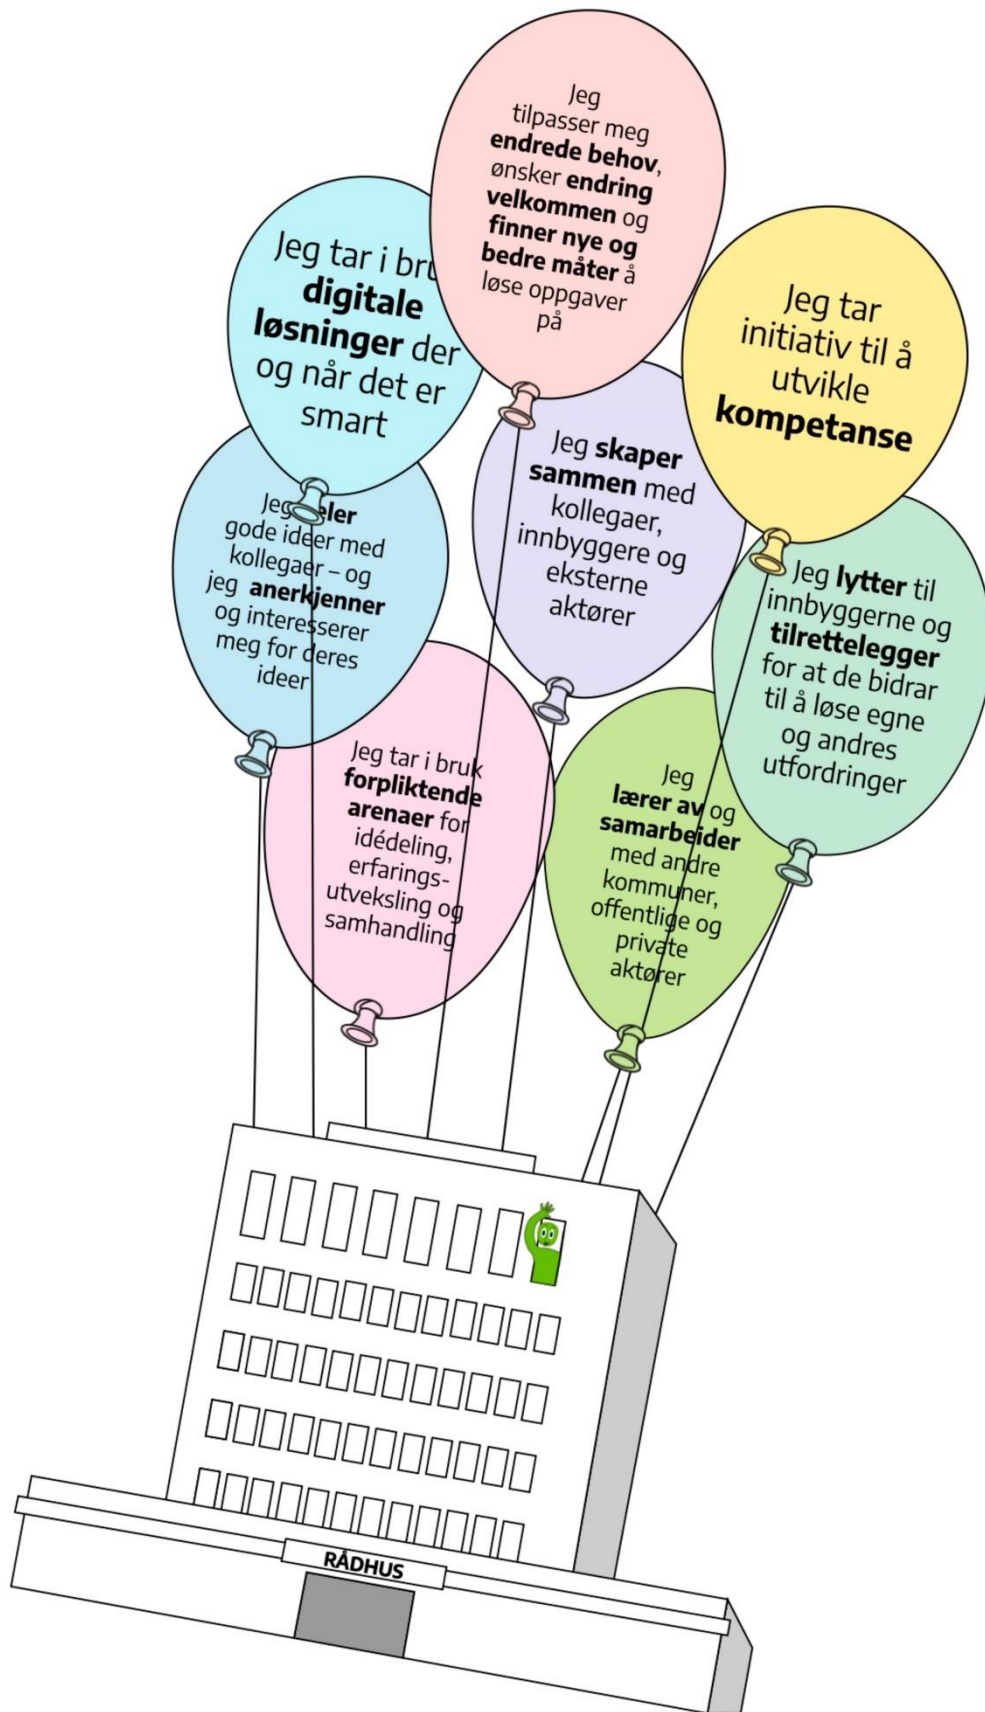 Jeg
tilpasser meg
endrede behov,
ønsker endring
velkommen og
finner nye og
bedre måter å
løse oppgaver
på
Jeg tar i bruk
digitale
løsninger der
og når det er
smart
Jeg tar
initiativ til å
utvikle
kompetanse
Jeg skaper
sammen med
kollegaer,
innbyggere og
eksterne
aktører
Jeg deler
gode ideer med
kollegaer – og
jeg anerkjenner
og interesserer
meg for deres
ideer
Jeg lytter til
innbyggerne og
tilrettelegger
for at de bidrar
til å løse egne
og andres
utfordringer
Jeg tar i bruk
forpliktende
arenaer for
idédeling,
erfarings-
utveksling og
samhandling
Jeg
lærer av og
samarbeider
med andre
kommuner,
offentlige og
private
aktører
RÅDHUS